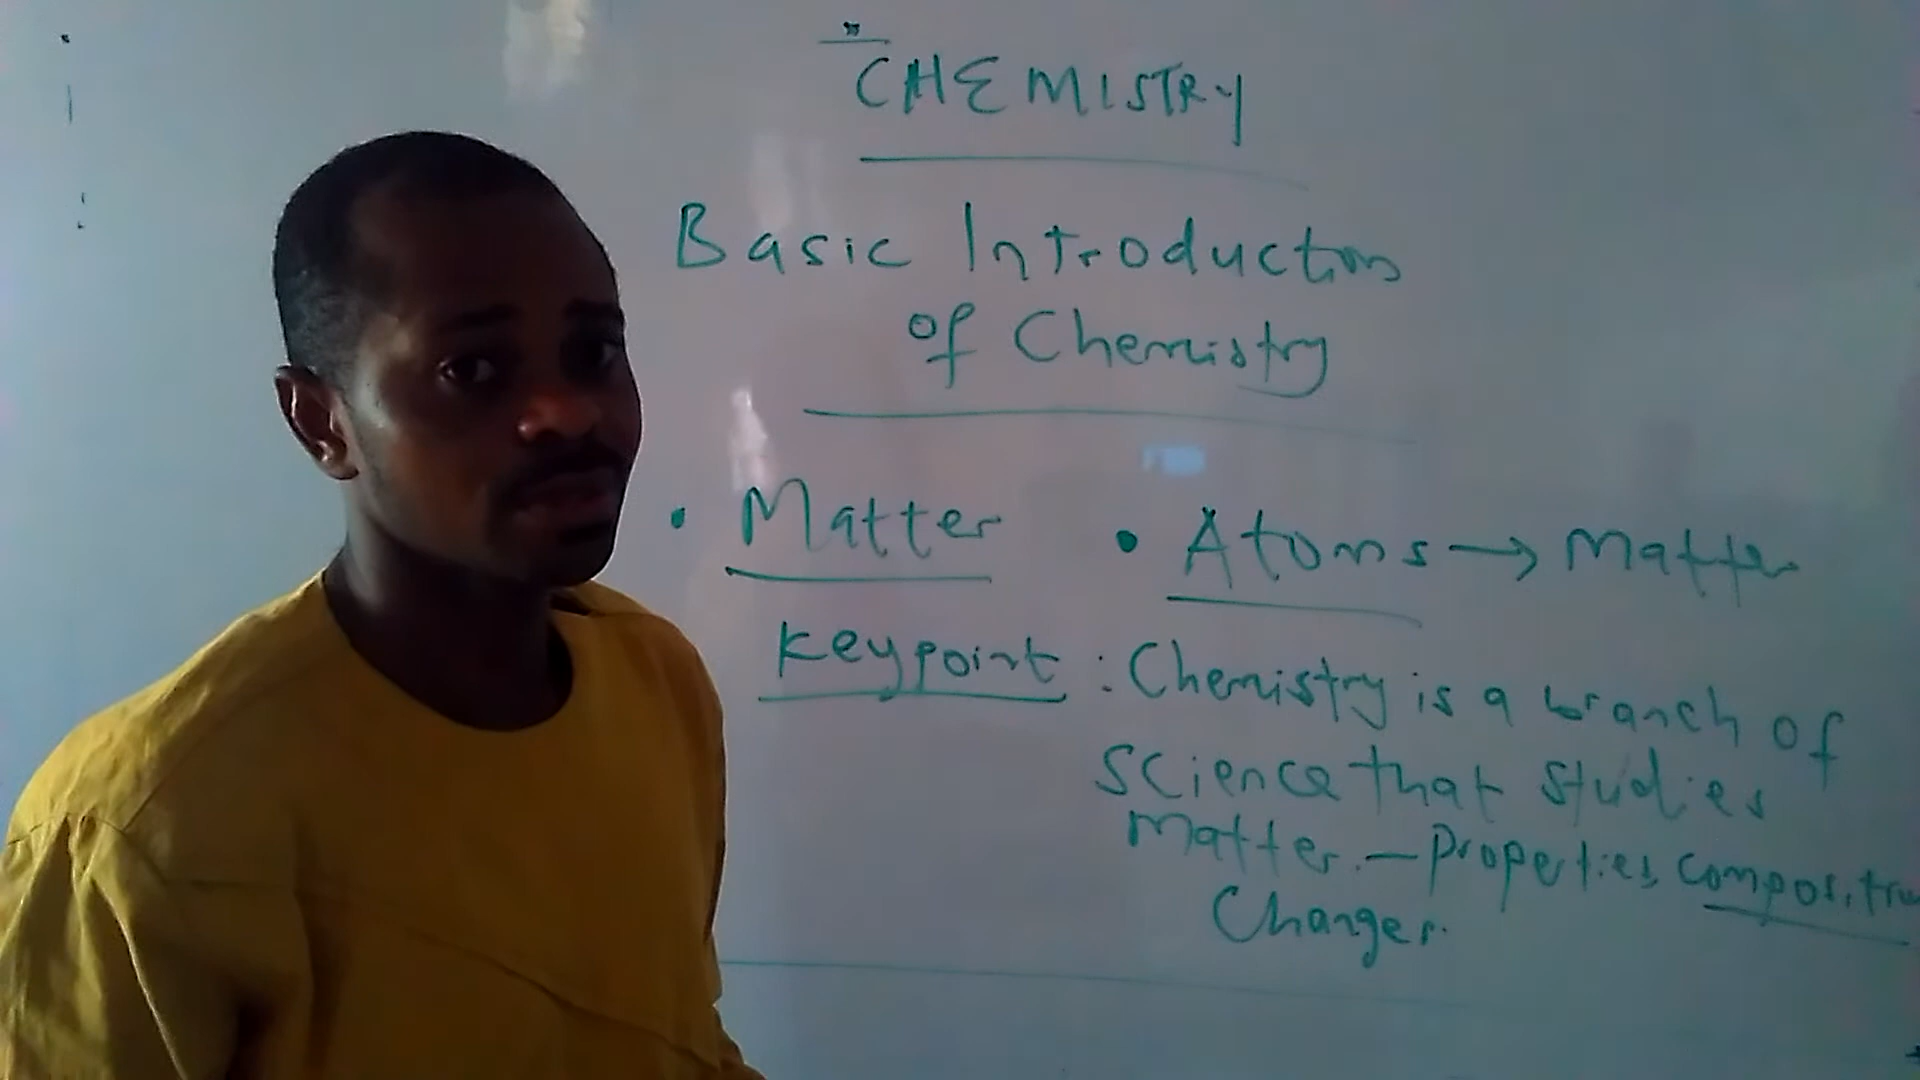 CHEMISTRY
Basic Introduction
of Chemistry
• Matter • Atoms → Matter
Keypoint : Chemistry is a branch of
Science that studies
Matter. — Properties, composition
Changes.